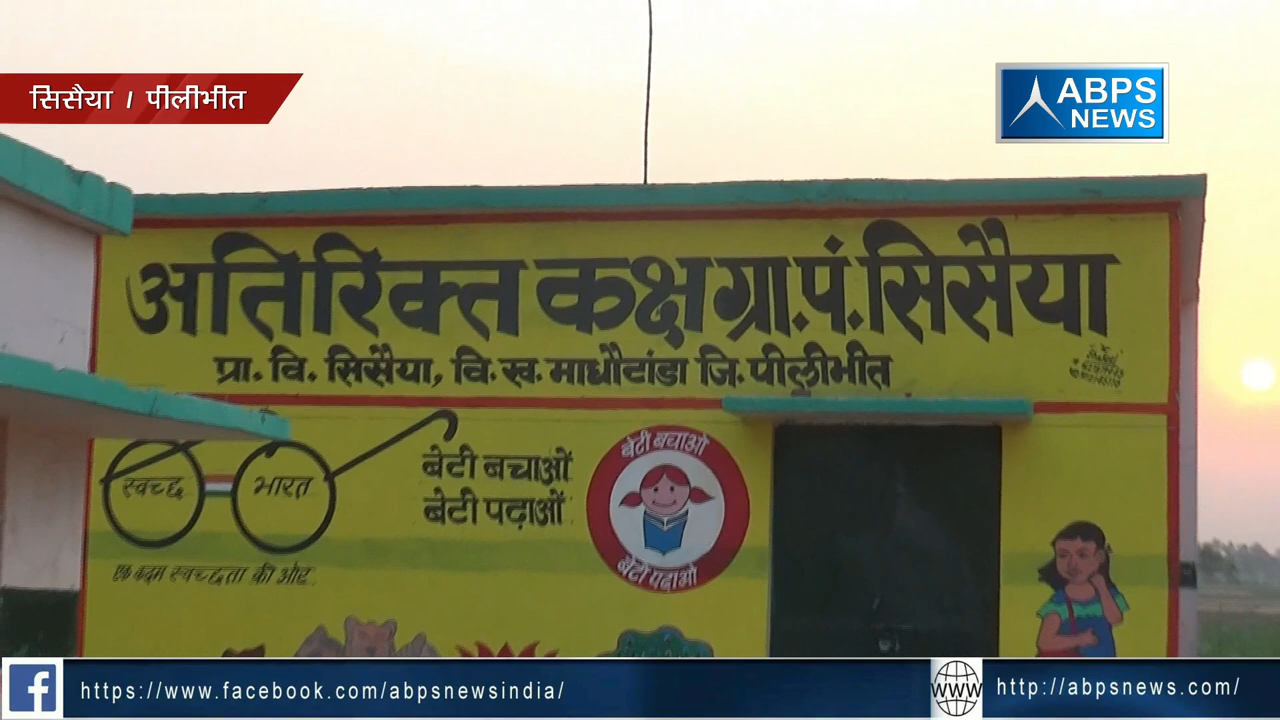 सिसैया । पीलीभीत
ABPS
NEWS
अतिरिक्त कक्ष ग्रा.पं. सिसैया
प्रा. वि. सिसैया, वि. ख. माधौटांडा जि. पीलीभीत
स्वच्छ भारत
एक कदम स्वच्छता की ओर
बेटी बचाओं
बेटी पढ़ाओं
बेटी बचाओ
बेटी पढ़ाओ
https://www.facebook.com/abpsnewsindia/
WWW
http://abpsnews.com/